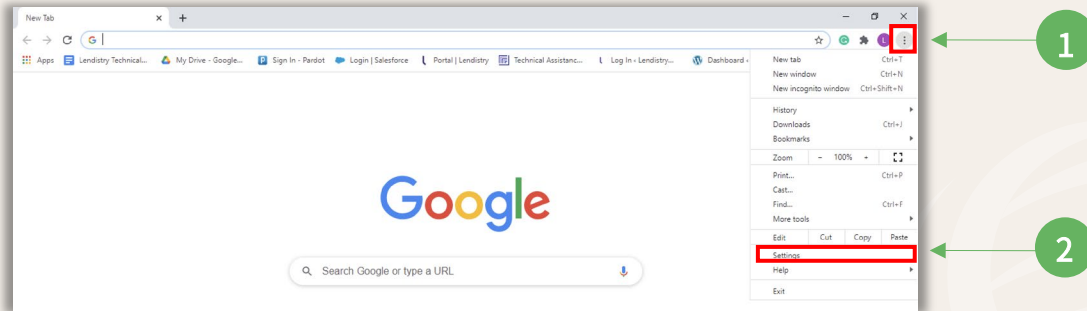 New Tab
G
Apps Lendistry Technical... My Drive - Google... Sign In - Pardot Login | Salesforce Portal | Lendistry Technical Assistanc... Log In ‹ Lendistry... Dashboard ‹
L
1
New tab Ctrl+T
New window Ctrl+N
New incognito window Ctrl+Shift+N
History
Downloads Ctrl+J
Bookmarks
Zoom - 100% +
Print... Ctrl+P
Cast...
Find... Ctrl+F
More tools
Edit Cut Copy Paste
Settings
2
Help
Exit
Google
Search Google or type a URL